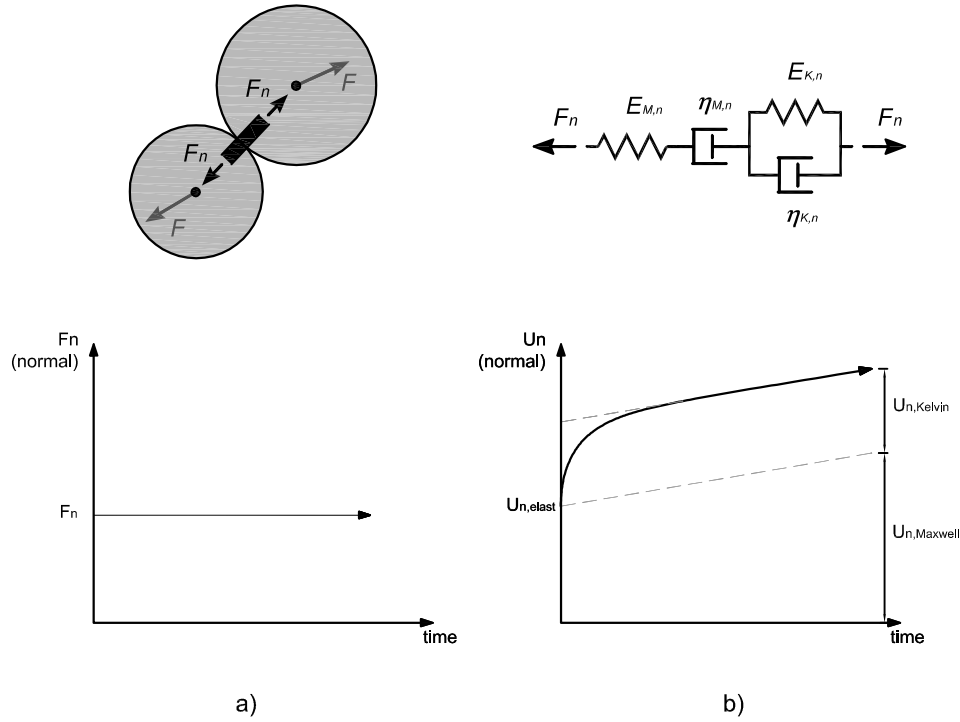 F
Fn
Fn
F
EK,n
ηM,n
EM,n
Fn
Fn
ηK,n
Fn
(normal)
Fn
time
a)
Un
(normal)
Un,Kelvin
Un,elast
Un,Maxwell
time
b)